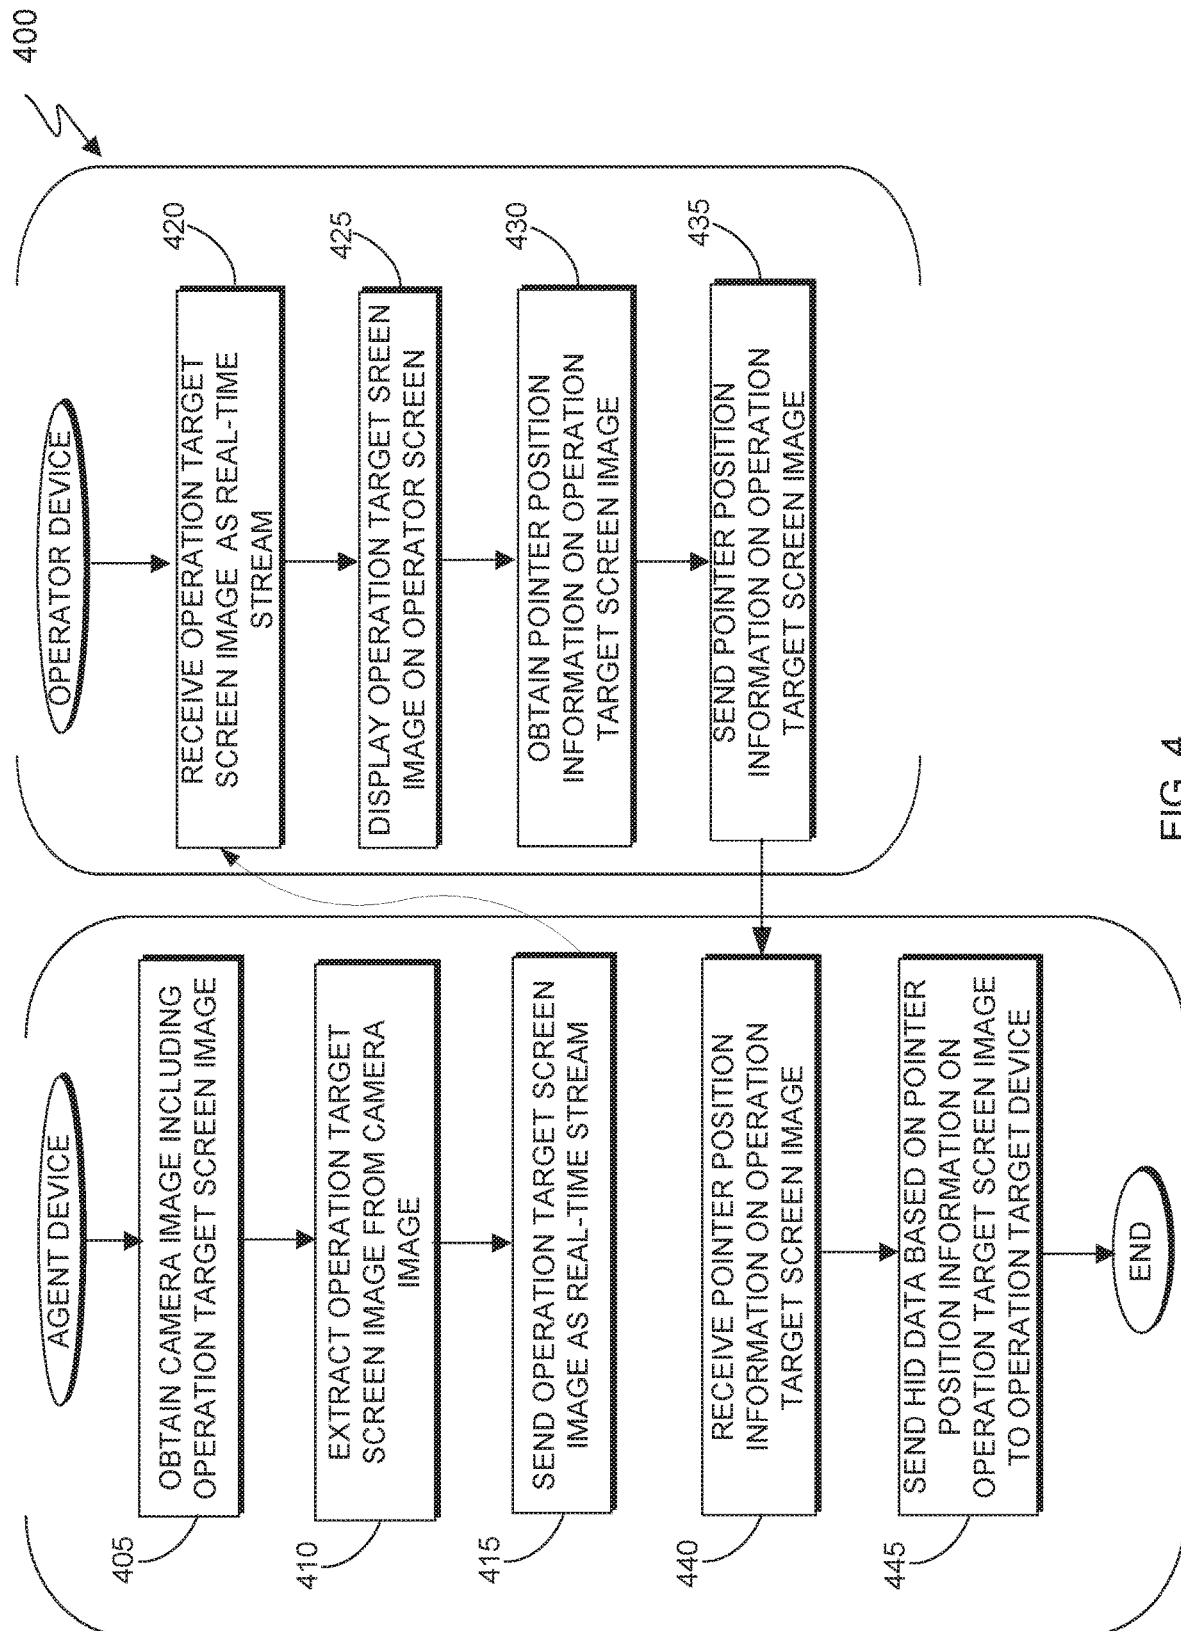 400
AGENT DEVICE
405
OBTAIN CAMERA IMAGE INCLUDING
OPERATION TARGET SCREEN IMAGE
410
EXTRACT OPERATION TARGET
SCREEN IMAGE FROM CAMERA
IMAGE
415
SEND OPERATION TARGET SCREEN
IMAGE AS REAL-TIME STREAM
440
RECEIVE POINTER POSITION
INFORMATION ON OPERATION
TARGET SCREEN IMAGE
445
SEND HID DATA BASED ON POINTER
POSITION INFORMATION ON
OPERATION TARGET SCREEN IMAGE
TO OPERATION TARGET DEVICE
END
OPERATOR DEVICE
RECEIVE OPERATION TARGET
SCREEN IMAGE AS REAL-TIME
STREAM
420
DISPLAY OPERATION TARGET SREEN
IMAGE ON OPERATOR SCREEN
425
OBTAIN POINTER POSITION
INFORMATION ON OPERATION
TARGET SCREEN IMAGE
430
SEND POINTER POSITION
INFORMATION ON OPERATION
TARGET SCREEN IMAGE
435
FIG. 4